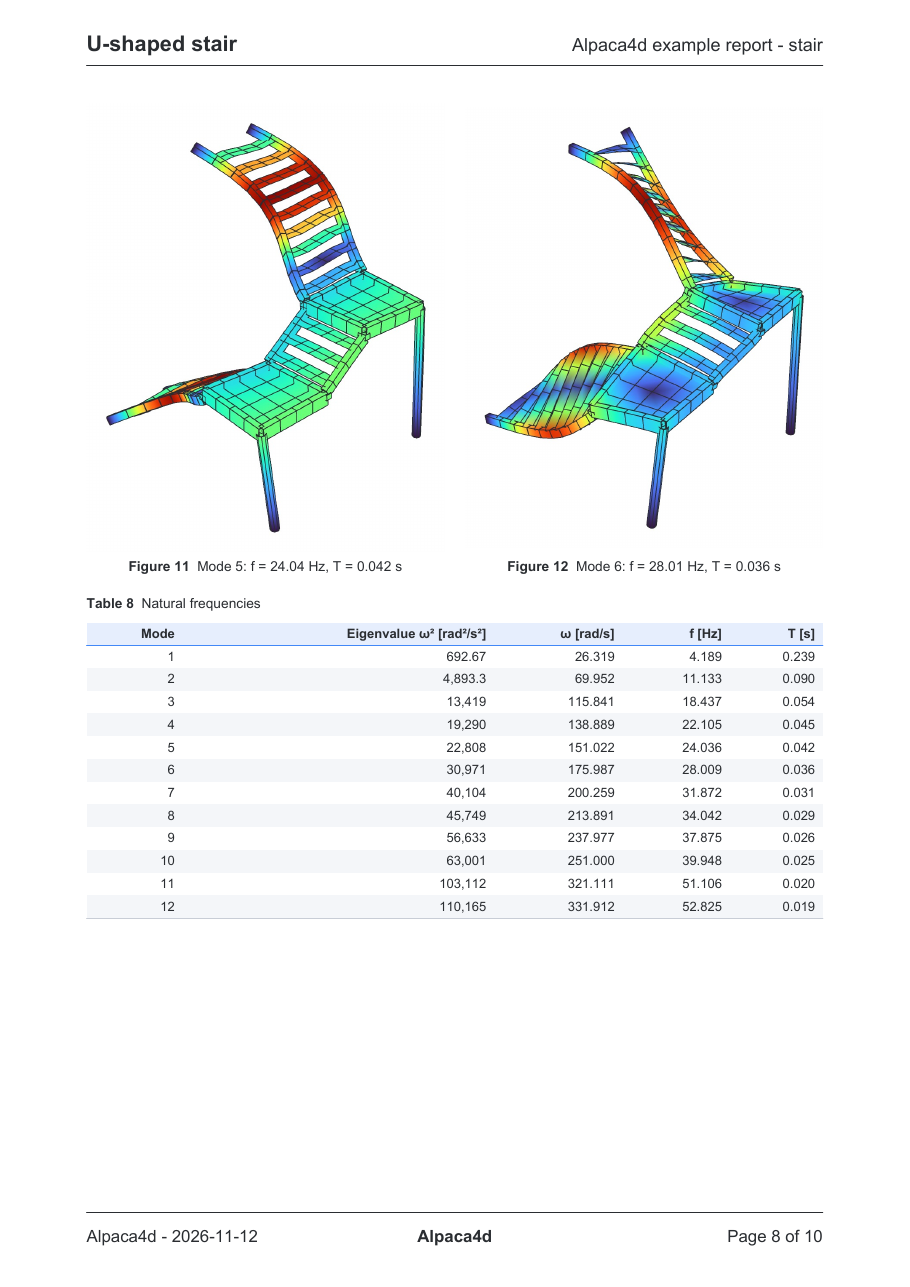 U-shaped stair Alpaca4d example report - stair
Figure 11 Mode 5: f = 24.04 Hz, T = 0.042 s
Figure 12 Mode 6: f = 28.01 Hz, T = 0.036 s
Table 8 Natural frequencies
Mode Eigenvalue ω² [rad²/s²] ω [rad/s] f [Hz] T [s]
1 692.67 26.319 4.189 0.239
2 4,893.3 69.952 11.133 0.090
3 13,419 115.841 18.437 0.054
4 19,290 138.889 22.105 0.045
5 22,808 151.022 24.036 0.042
6 30,971 175.987 28.009 0.036
7 40,104 200.259 31.872 0.031
8 45,749 213.891 34.042 0.029
9 56,633 237.977 37.875 0.026
10 63,001 251.000 39.948 0.025
11 103,112 321.111 51.106 0.020
12 110,165 331.912 52.825 0.019
Alpaca4d - 2026-11-12 Alpaca4d Page 8 of 10